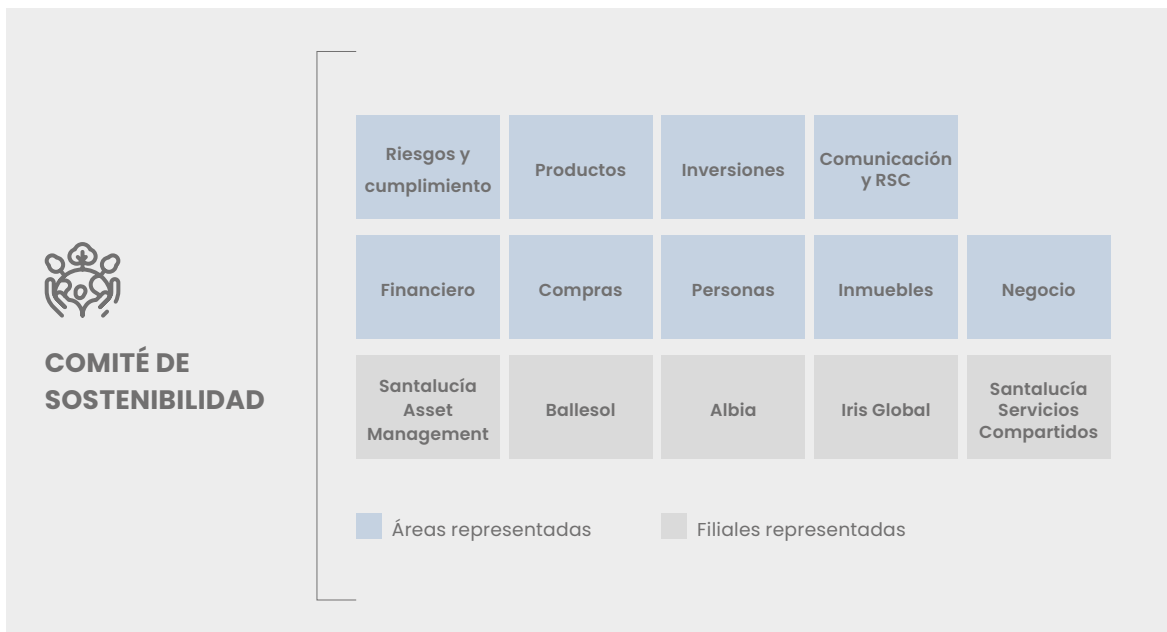 COMITÉ DE
SOSTENIBILIDAD
Riesgos y
cumplimiento
Productos
Inversiones
Comunicación
y RSC
Financiero
Compras
Personas
Inmuebles
Negocio
Santalucía
Asset
Management
Ballesol
Albia
Iris Global
Santalucía
Servicios
Compartidos
Áreas representadas
Filiales representadas